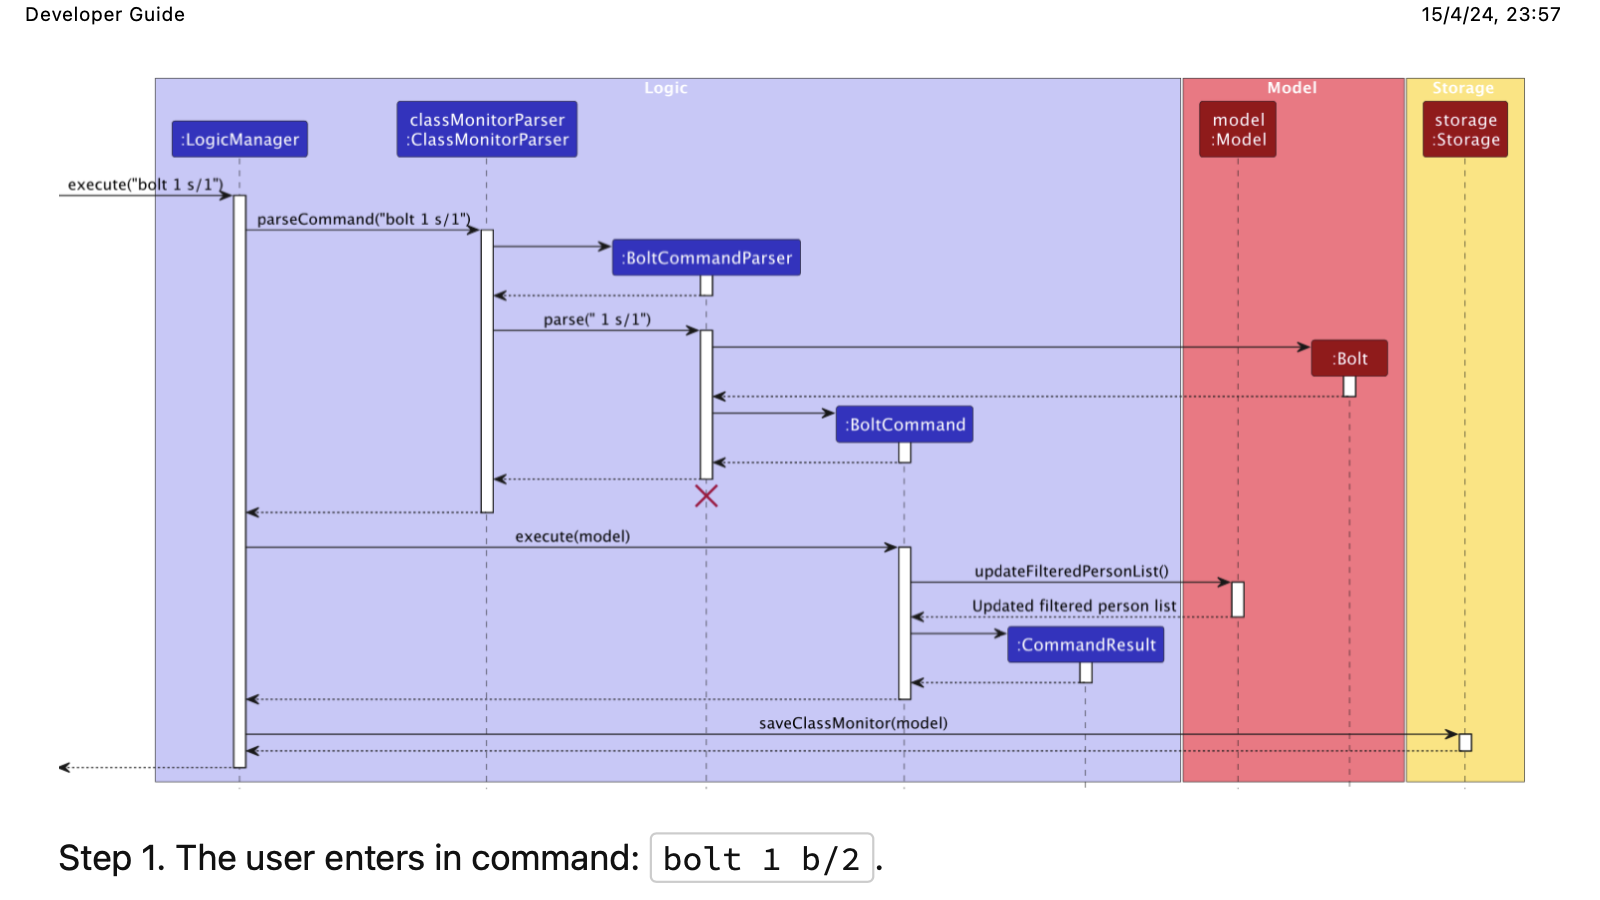 Developer Guide
15/4/24, 23:57
Logic
Model
Storage
:LogicManager
classMonitorParser
:ClassMonitorParser
model
:Model
storage
:Storage
execute("bolt 1 s/1")
parseCommand("bolt 1 s/1")
:BoltCommandParser
parse(" 1 s/1")
:Bolt
:BoltCommand
execute(model)
updateFilteredPersonList()
Updated filtered person list
:CommandResult
saveClassMonitor(model)
Step 1. The user enters in command: bolt 1 b/2.